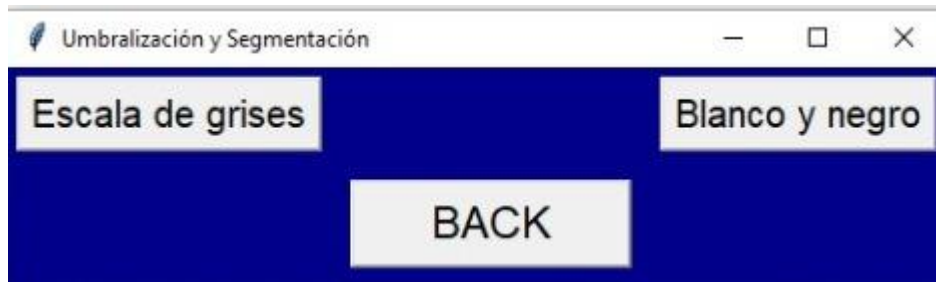 Umbralización y Segmentación
Escala de grises
Blanco y negro
BACK